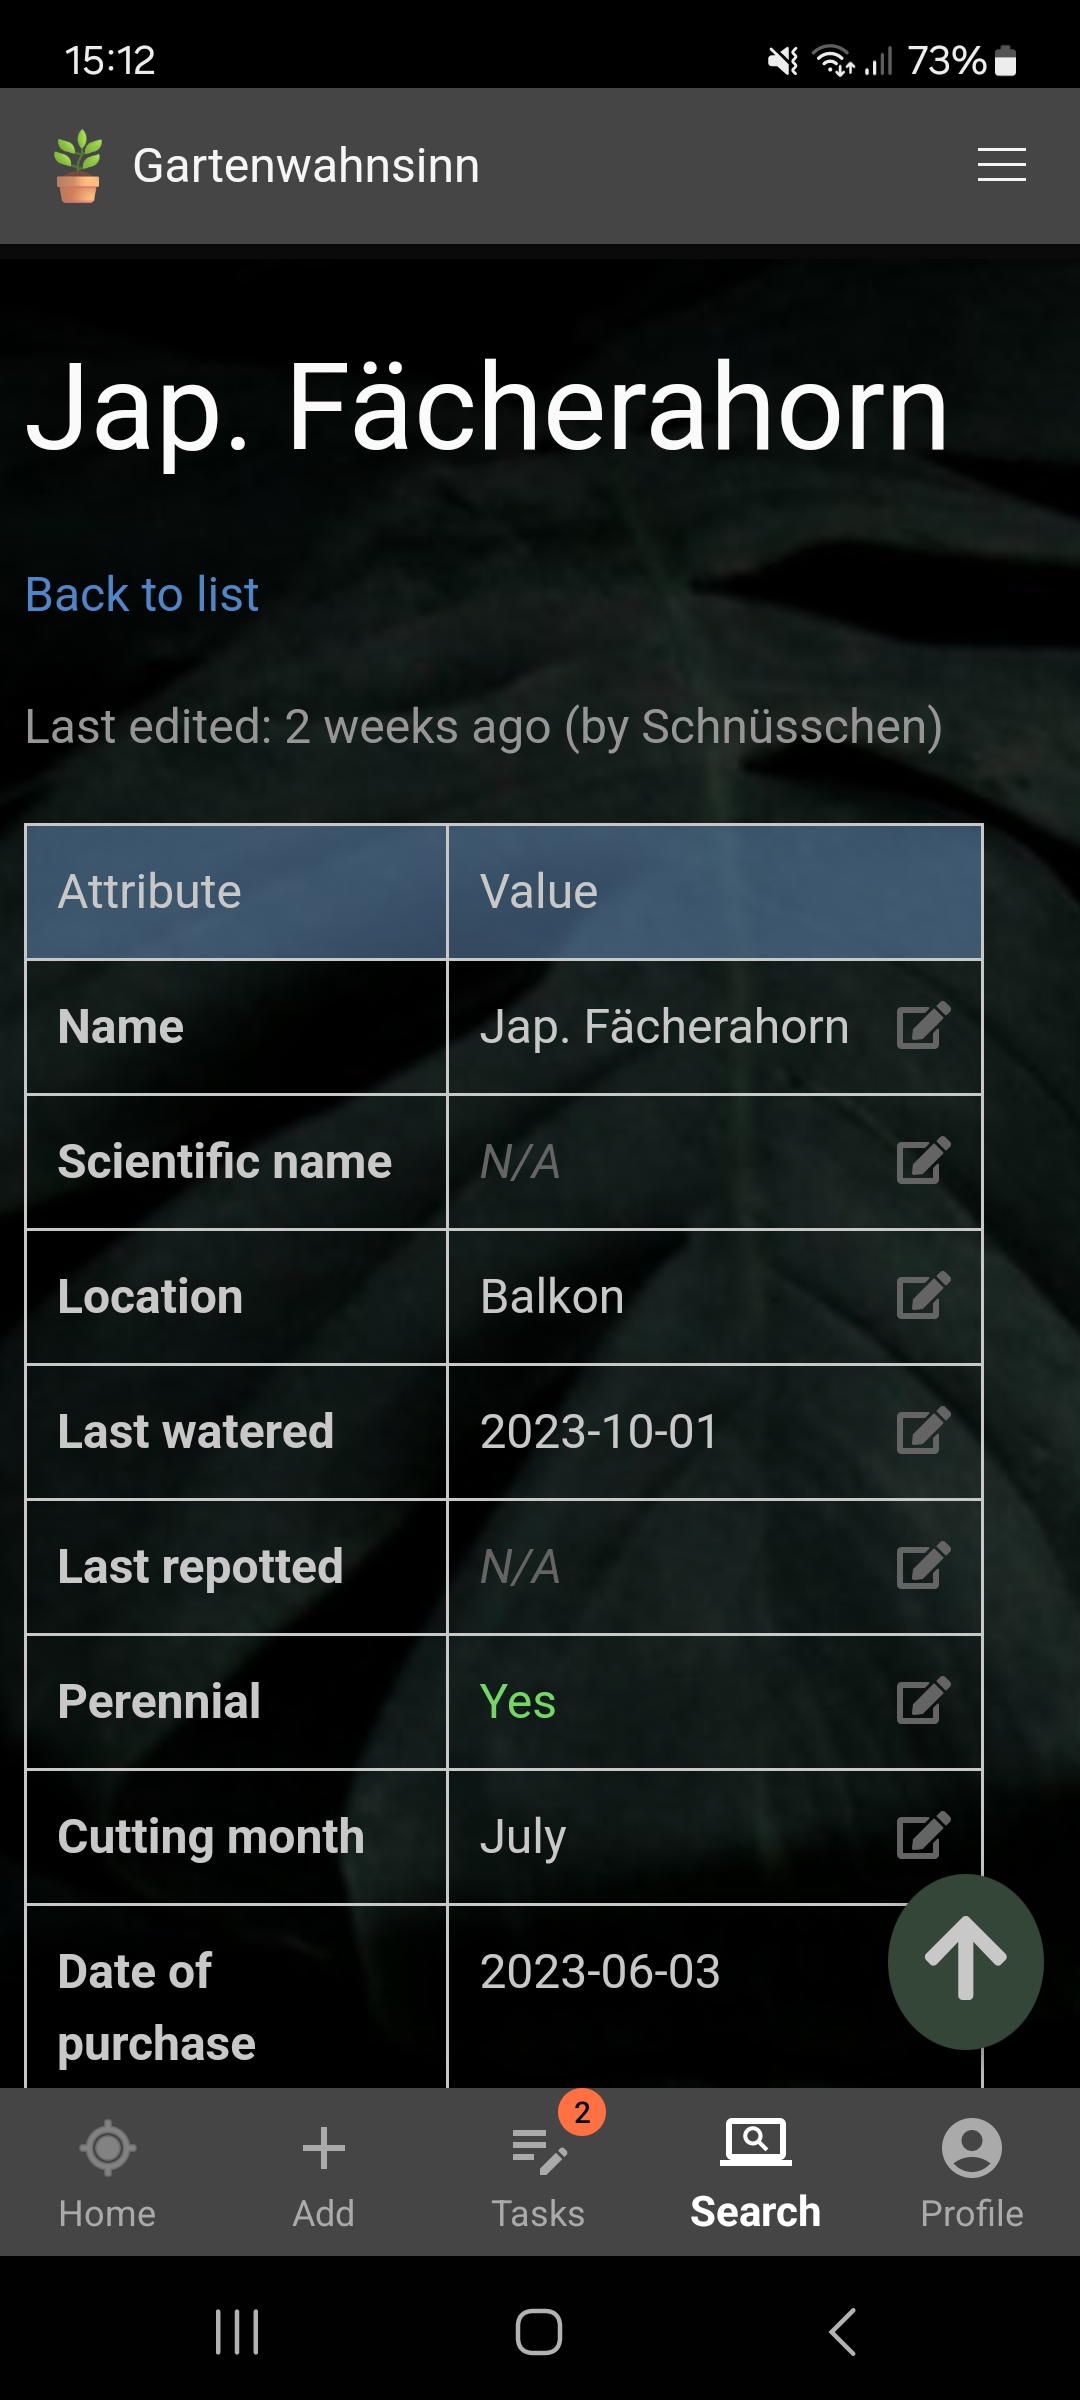 15:12
73%
Gartenwahnsinn
Jap. Fächerahorn
Back to list
Last edited: 2 weeks ago (by Schnüsschen)
Attribute Value
Name Jap. Fächerahorn
Scientific name N/A
Location Balkon
Last watered 2023-10-01
Last repotted N/A
Perennial Yes
Cutting month July
Date of 2023-06-03
purchase
2
Home Add Tasks Search Profile